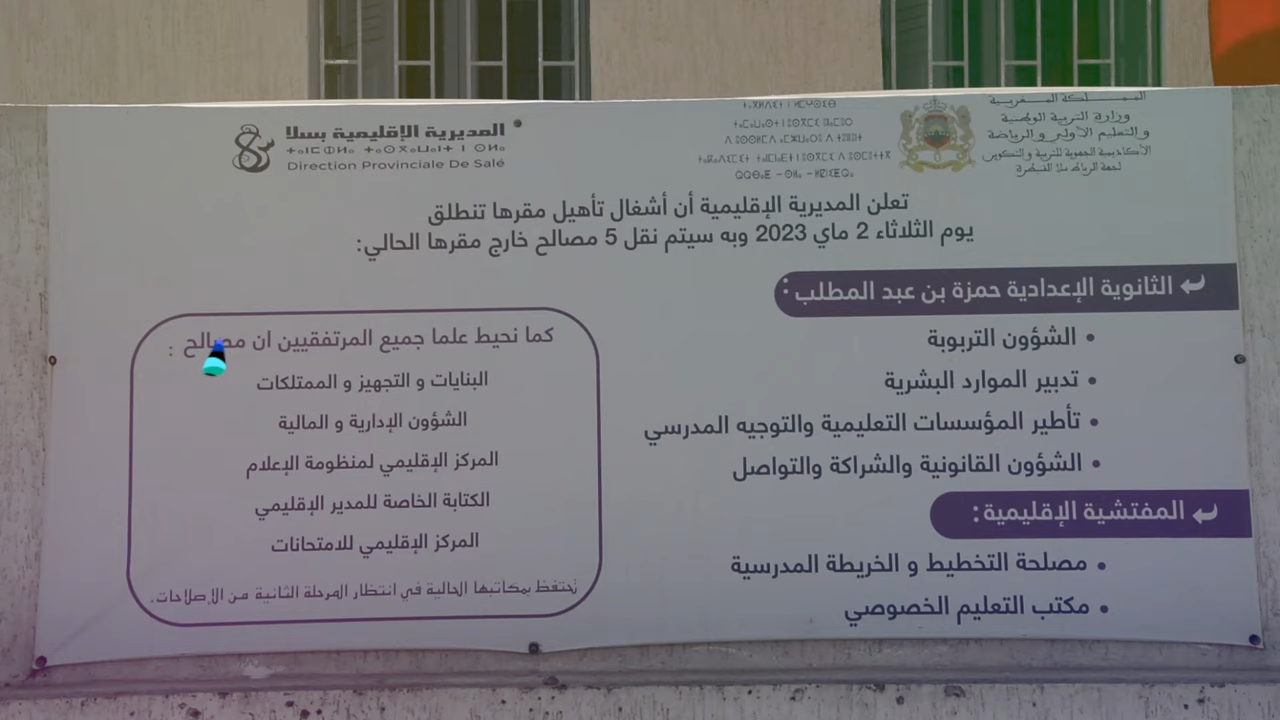 المملكة المغربية
وزارة التربية الوطنية
والتعليم الأولي والرياضة
الأكاديمية الجهوية للتربية والتكوين
لجهة الرباط سلا القنيطرة
ⵜⴰⴳⵍⴷⵉⵜ ⵏ ⵍⵎⵖⵔⵉⴱ
ⵜⴰⵎⴰⵡⴰⵙⵜ ⵏ ⵓⵙⴳⵎⵉ
المديرية الإقليمية بسلا
Direction Provinciale De Salé
تعلن المديرية الإقليمية أن أشغال تأهيل مقرها تنطلق
يوم الثلاثاء 2 ماي 2023 وبه سيتم نقل 5 مصالح خارج مقرها الحالي:
الثانوية الإعدادية حمزة بن عبد المطلب :
• الشؤون التربوية
• تدبير الموارد البشرية
• تأطير المؤسسات التعليمية والتوجيه المدرسي
• الشؤون القانونية والشراكة والتواصل
المفتشية الإقليمية :
• مصلحة التخطيط و الخريطة المدرسية
• مكتب التعليم الخصوصي
كما نحيط علما جميع المرتفقيين ان مصالح :
البنايات و التجهيز و الممتلكات
الشؤون الإدارية و المالية
المركز الإقليمي لمنظومة الإعلام
الكتابة الخاصة للمدير الإقليمي
المركز الإقليمي للامتحانات
تحتفظ بمكاتبها الحالية في انتظار المرحلة الثانية من الإصلاحات.